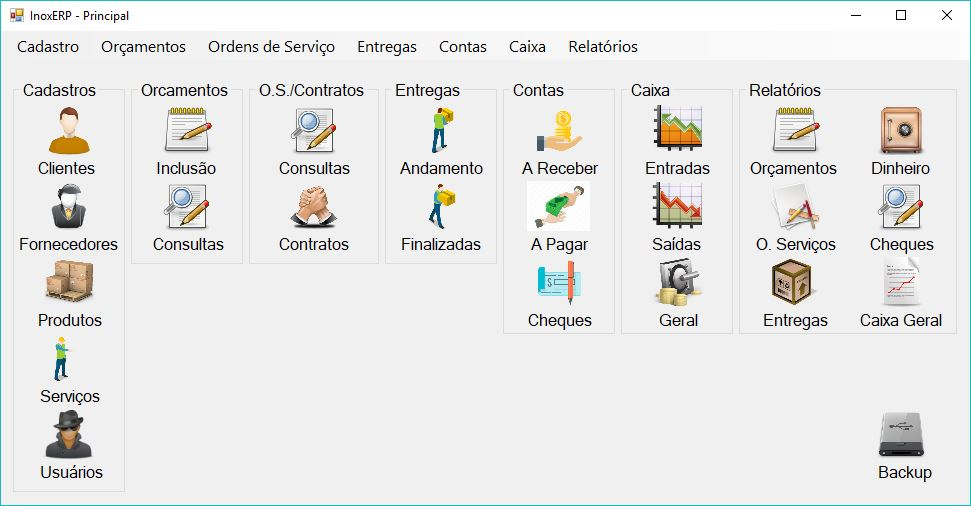 InoxERP - Principal
Cadastro Orçamentos Ordens de Serviço Entregas Contas Caixa Relatórios
Cadastros
Clientes
Fornecedores
Produtos
Serviços
Usuários
Orcamentos
Inclusão
Consultas
O.S./Contratos
Consultas
Contratos
Entregas
Andamento
Finalizadas
Contas
A Receber
A Pagar
Cheques
Caixa
Entradas
Saídas
Geral
Relatórios
Orçamentos Dinheiro
O. Serviços Cheques
Entregas Caixa Geral
Backup